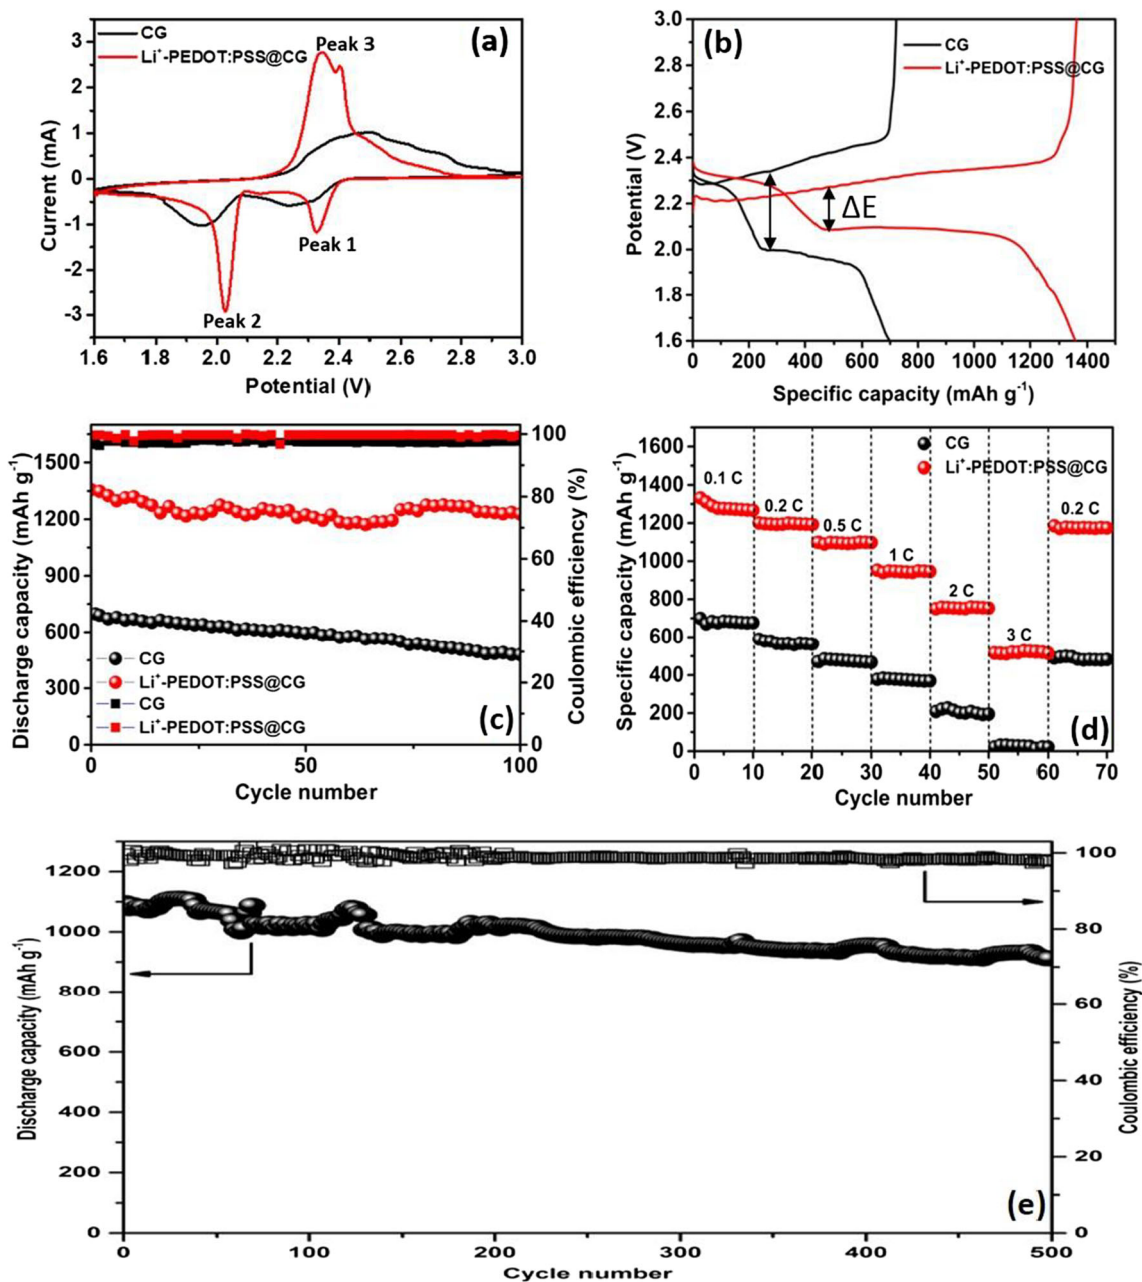 (a)
CG
Li⁺-PEDOT:PSS@CG
Peak 3
Peak 1
Peak 2
Current (mA)
3
2
1
0
-1
-2
-3
1.6 1.8 2.0 2.2 2.4 2.6 2.8 3.0
Potential (V)
(b)
CG
Li⁺-PEDOT:PSS@CG
ΔE
Potential (V)
3.0
2.8
2.6
2.4
2.2
2.0
1.8
1.6
0 200 400 600 800 1000 1200 1400
Specific capacity (mAh g⁻¹)
Discharge capacity (mAh g⁻¹)
1500
1200
900
600
300
0
CG
Li⁺-PEDOT:PSS@CG
CG
Li⁺-PEDOT:PSS@CG
(c)
100
80
60
40
20
0
Coulombic efficiency (%)
0 50 100
Cycle number
Specific capacity (mAh g⁻¹)
1600
1400
1200
1000
800
600
400
200
0
CG
Li⁺-PEDOT:PSS@CG
0.1 C
0.2 C
0.5 C
1 C
2 C
3 C
0.2 C
(d)
0 10 20 30 40 50 60 70
Cycle number
Discharge capacity (mAh g⁻¹)
1200
1000
800
600
400
200
0
100
80
60
40
20
0
Coulombic efficiency (%)
(e)
0 100 200 300 400 500
Cycle number